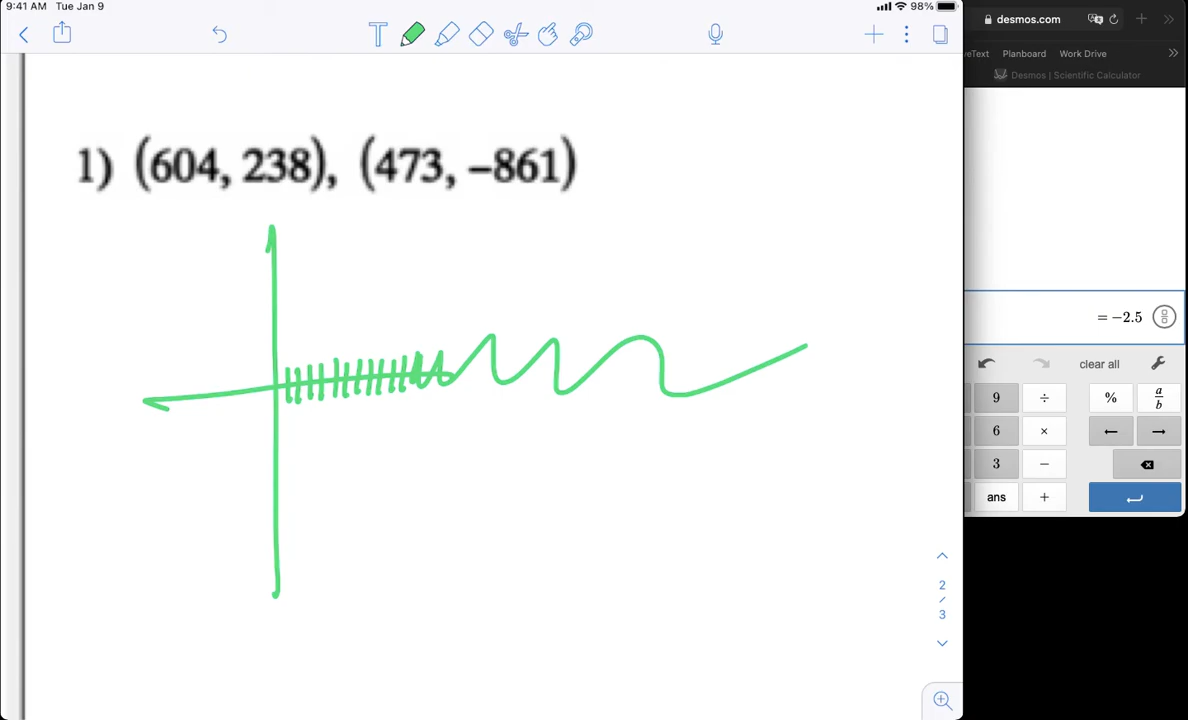 9:41 AM Tue Jan 9
98%
T
desmos.com
veText Planboard Work Drive
Desmos | Scientific Calculator
1) (604, 238), (473, −861)
= −2.5
clear all
9 ÷ % a/b
6 × ← →
3 −
ans +
2
/
3